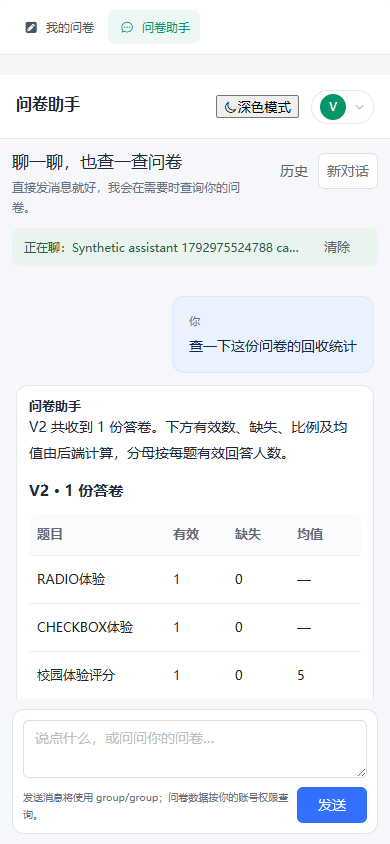 我的问卷
问卷助手
问卷助手
深色模式
V
聊一聊，也查一查问卷
直接发消息就好，我会在需要时查询你的问
卷。
历史
新对话
正在聊：Synthetic assistant 1792975524788 ca...
清除
你
查一下这份问卷的回收统计
问卷助手
V2 共收到 1 份答卷。下方有效数、缺失、比例及均
值由后端计算，分母按每题有效回答人数。
V2 · 1 份答卷
题目 有效 缺失 均值
RADIO体验 1 0 —
CHECKBOX体验 1 0 —
校园体验评分 1 0 5
说点什么，或问问你的问卷...
发送消息将使用 group/group；问卷数据按你的账号权限查
询。
发送